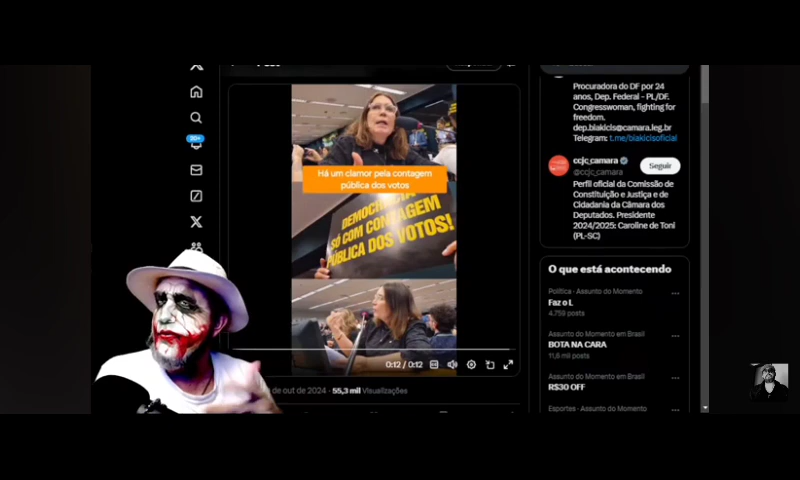 20+
Há um clamor pela contagem
pública dos votos
DEMOCRACIA
SÓ COM CONTAGEM
PÚBLICA DOS VOTOS!
0:12 / 0:12
de out de 2024 · 55,3 mil Visualizações
Procuradora do DF por 24
anos, Dep. Federal - PL/DF.
Congresswoman, fighting for
freedom.
dep.biakicis@camara.leg.br
Telegram: t.me/biakicisoficial
ccjc_camara
@ccjc_camara
Seguir
Perfil oficial da Comissão de
Constituição e Justiça e de
Cidadania da Câmara dos
Deputados. Presidente
2024/2025: Caroline de Toni
(PL-SC)
O que está acontecendo
Política · Assunto do Momento
Faz o L
4.759 posts
Assunto do Momento em Brasil
BOTA NA CARA
11,6 mil posts
Assunto do Momento em Brasil
R$30 OFF
Esportes · Assunto do Momento